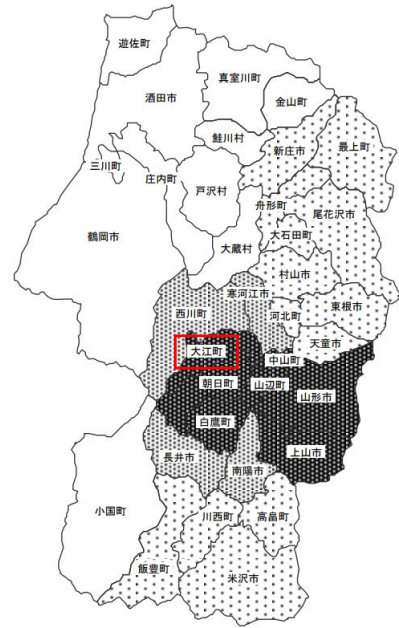 遊佐町
真室川町
酒田市
金山町
鮭川村
新庄市
最上町
三川町
庄内町
戸沢村
舟形町
尾花沢市
鶴岡市
大石田町
大蔵村
村山市
寒河江市
西川町
河北町
東根市
天童市
大江町
中山町
朝日町
山辺町
山形市
白鷹町
上山市
長井市
南陽市
小国町
川西町
高畠町
飯豊町
米沢市